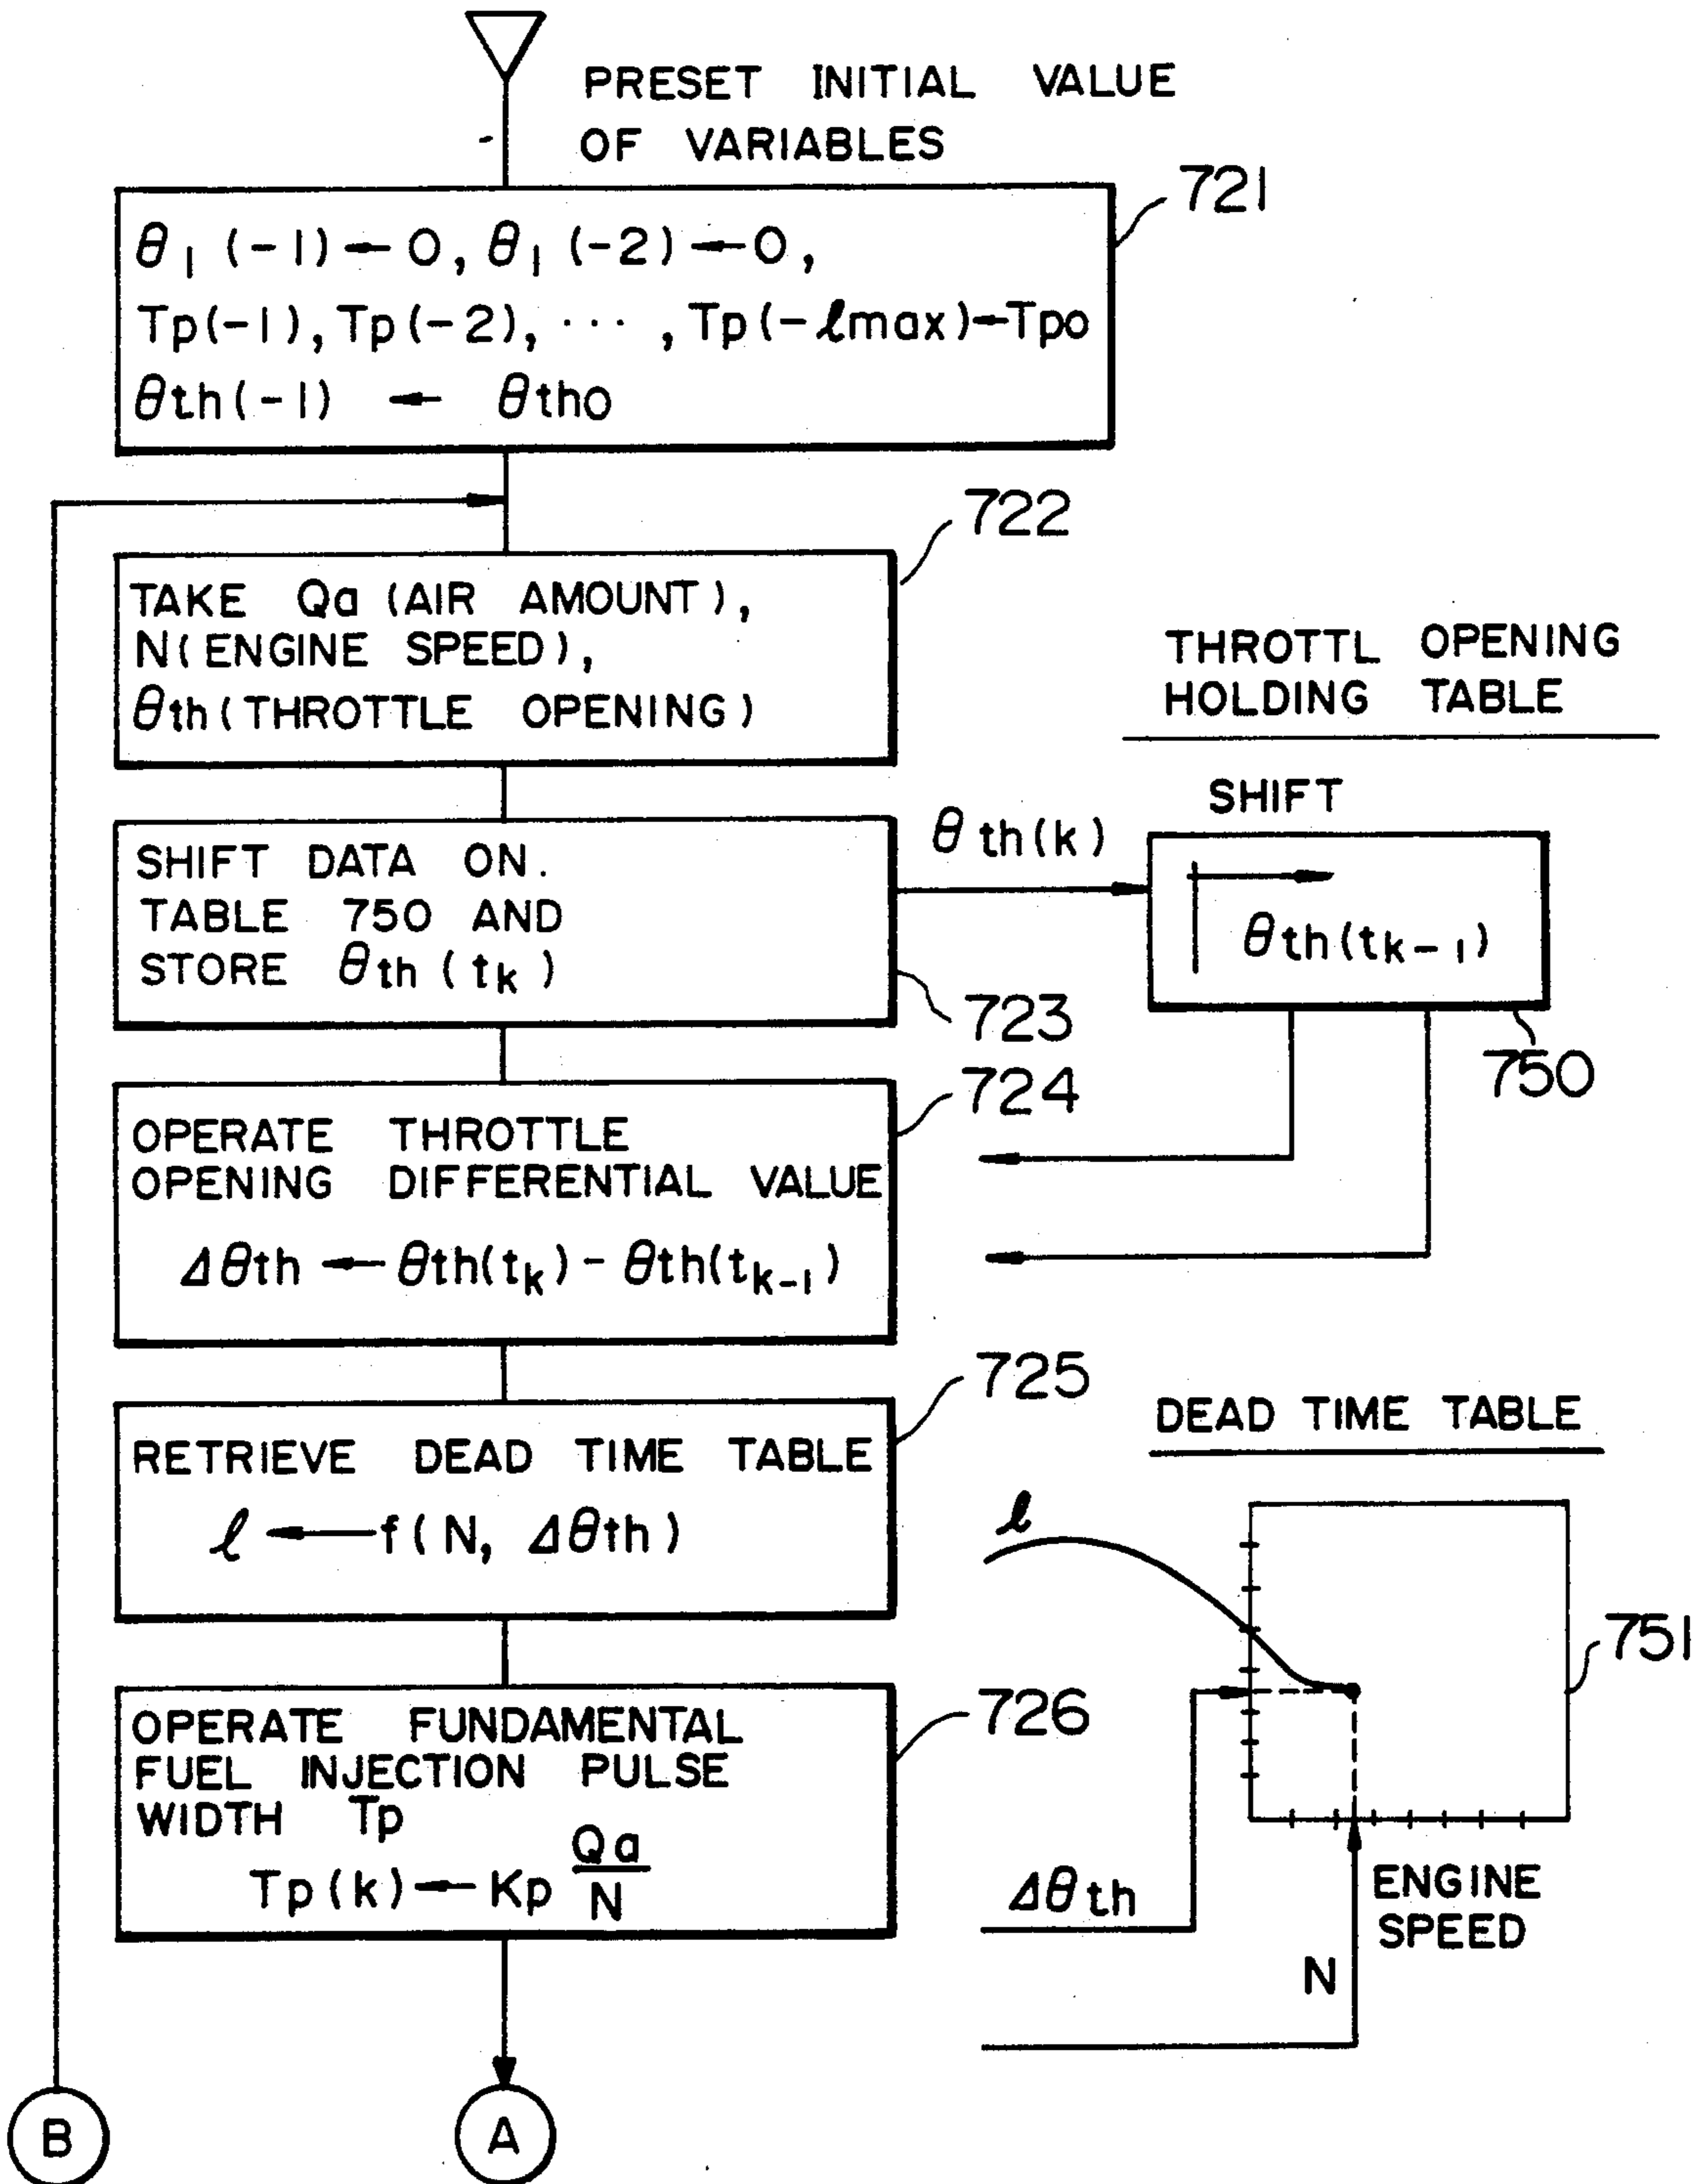 PRESET INITIAL VALUE
OF VARIABLES
721
θ₁ (-1) ← 0, θ₁ (-2) ← 0,
Tp(-1), Tp(-2), ··· , Tp(-ℓmax) ← Tpo
θth(-1) ← θtho
722
TAKE Qa (AIR AMOUNT),
N(ENGINE SPEED),
θth(THROTTLE OPENING)
THROTTL OPENING
HOLDING TABLE
SHIFT DATA ON.
TABLE 750 AND
STORE θth (tk)
723
θth(k)
SHIFT
θth(tk-1)
750
724
OPERATE THROTTLE
OPENING DIFFERENTIAL VALUE
Δθth ← θth(tk) - θth(tk-1)
725
RETRIEVE DEAD TIME TABLE
ℓ ← f(N, Δθth)
DEAD TIME TABLE
ℓ
751
726
OPERATE FUNDAMENTAL
FUEL INJECTION PULSE
WIDTH Tp
Tp(k) ← Kp Qa/N
Δθth
ENGINE
SPEED
N
B
A